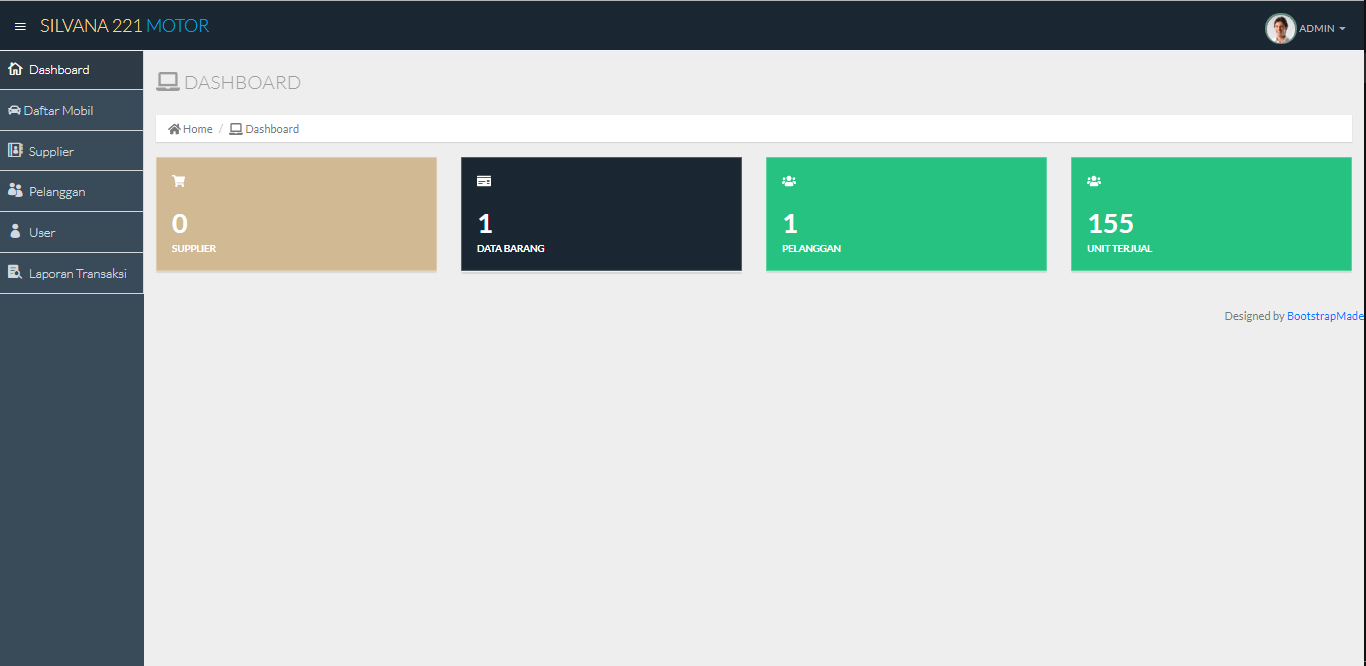 SILVANA 221 MOTOR
ADMIN
Dashboard
Daftar Mobil
Supplier
Pelanggan
User
Laporan Transaksi
DASHBOARD
Home / Dashboard
0
SUPPLIER
1
DATA BARANG
1
PELANGGAN
155
UNIT TERJUAL
Designed by BootstrapMade